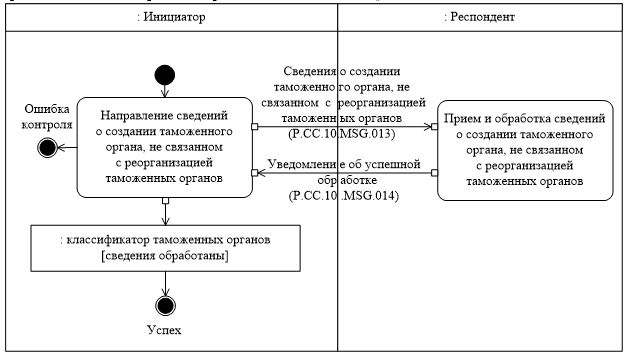 : Инициатор
: Респондент
Сведения о создании
таможенного органа, не
связанном с реорганизацией
таможенных органов
(P.CC.10.MSG.013)
Ошибка
контроля
Направление сведений
о создании таможенного
органа, не связанном
с реорганизацией
таможенных органов
Прием и обработка сведений
о создании таможенного
органа, не связанном
с реорганизацией
таможенных органов
Уведомление об успешной
обработке
(P.CC.10.MSG.014)
: классификатор таможенных органов
[сведения обработаны]
Успех